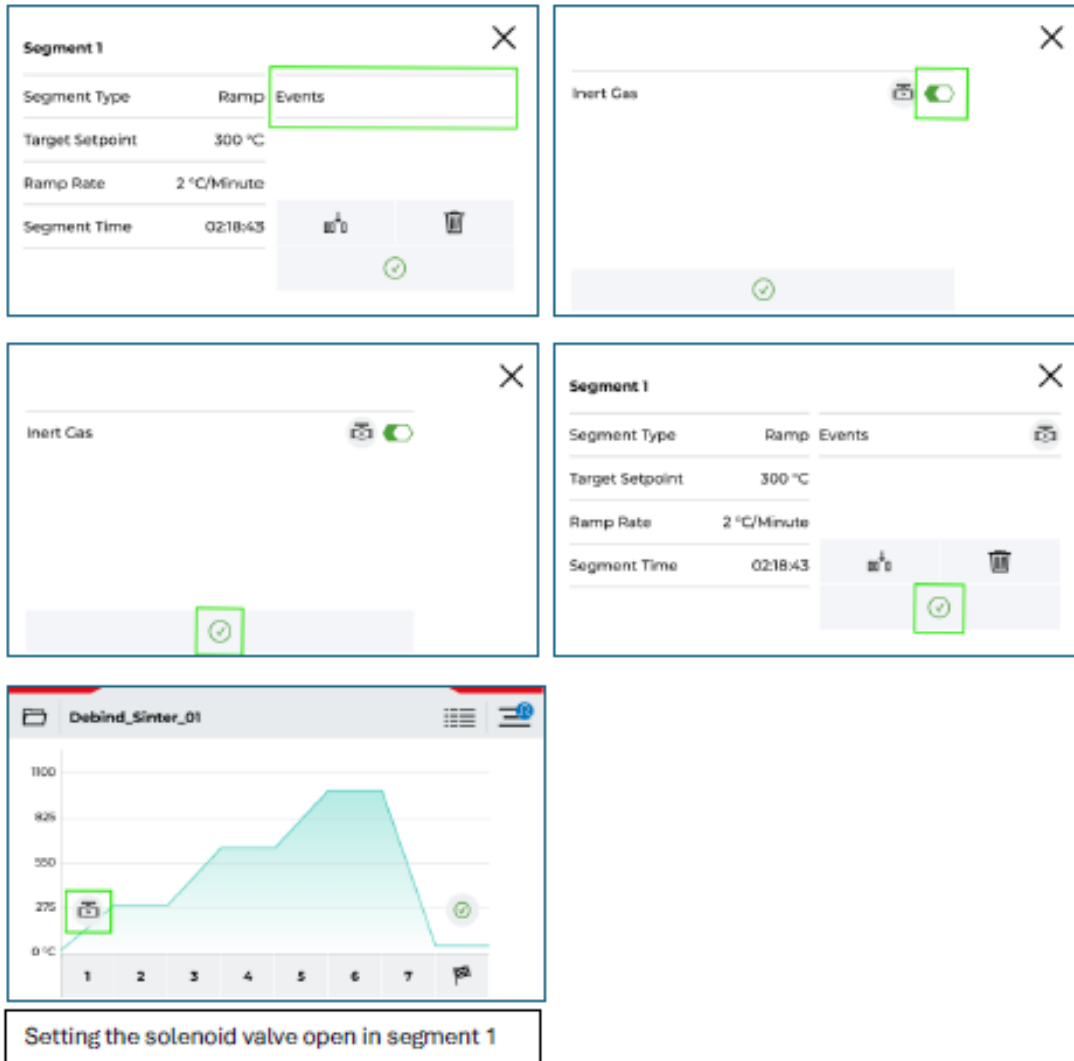 Segment 1
Segment Type Ramp Events
Target Setpoint 300 °C
Ramp Rate 2 °C/Minute
Segment Time 02:18:43
Inert Gas
Inert Gas
Segment 1
Segment Type Ramp Events
Target Setpoint 300 °C
Ramp Rate 2 °C/Minute
Segment Time 02:18:43
Debind_Sinter_01
1100
825
550
275
0 °C
1 2 3 4 5 6 7
Setting the solenoid valve open in segment 1